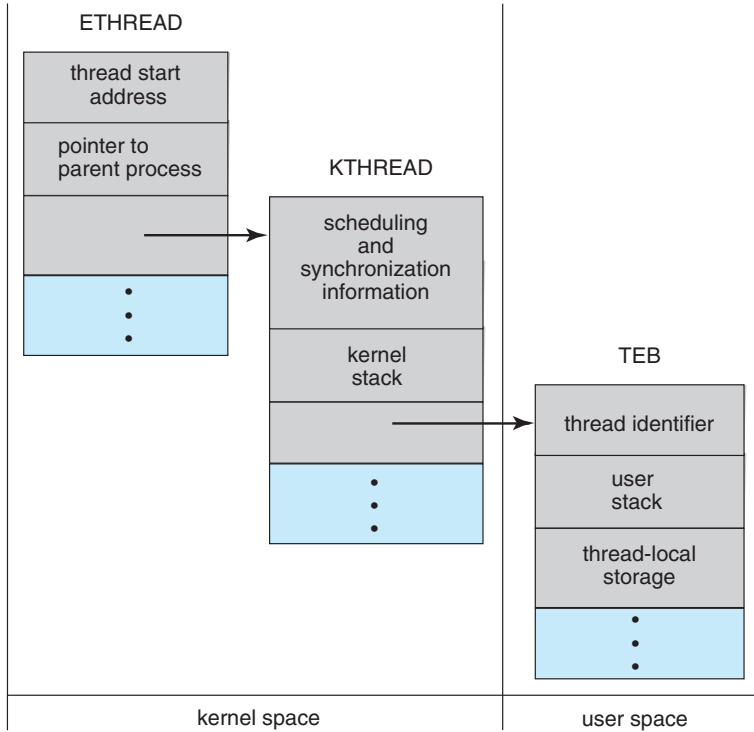 ETHREAD
thread start
address
pointer to
parent process
KTHREAD
scheduling
and
synchronization
information
kernel
stack
TEB
thread identifier
user
stack
thread-local
storage
kernel space
user space